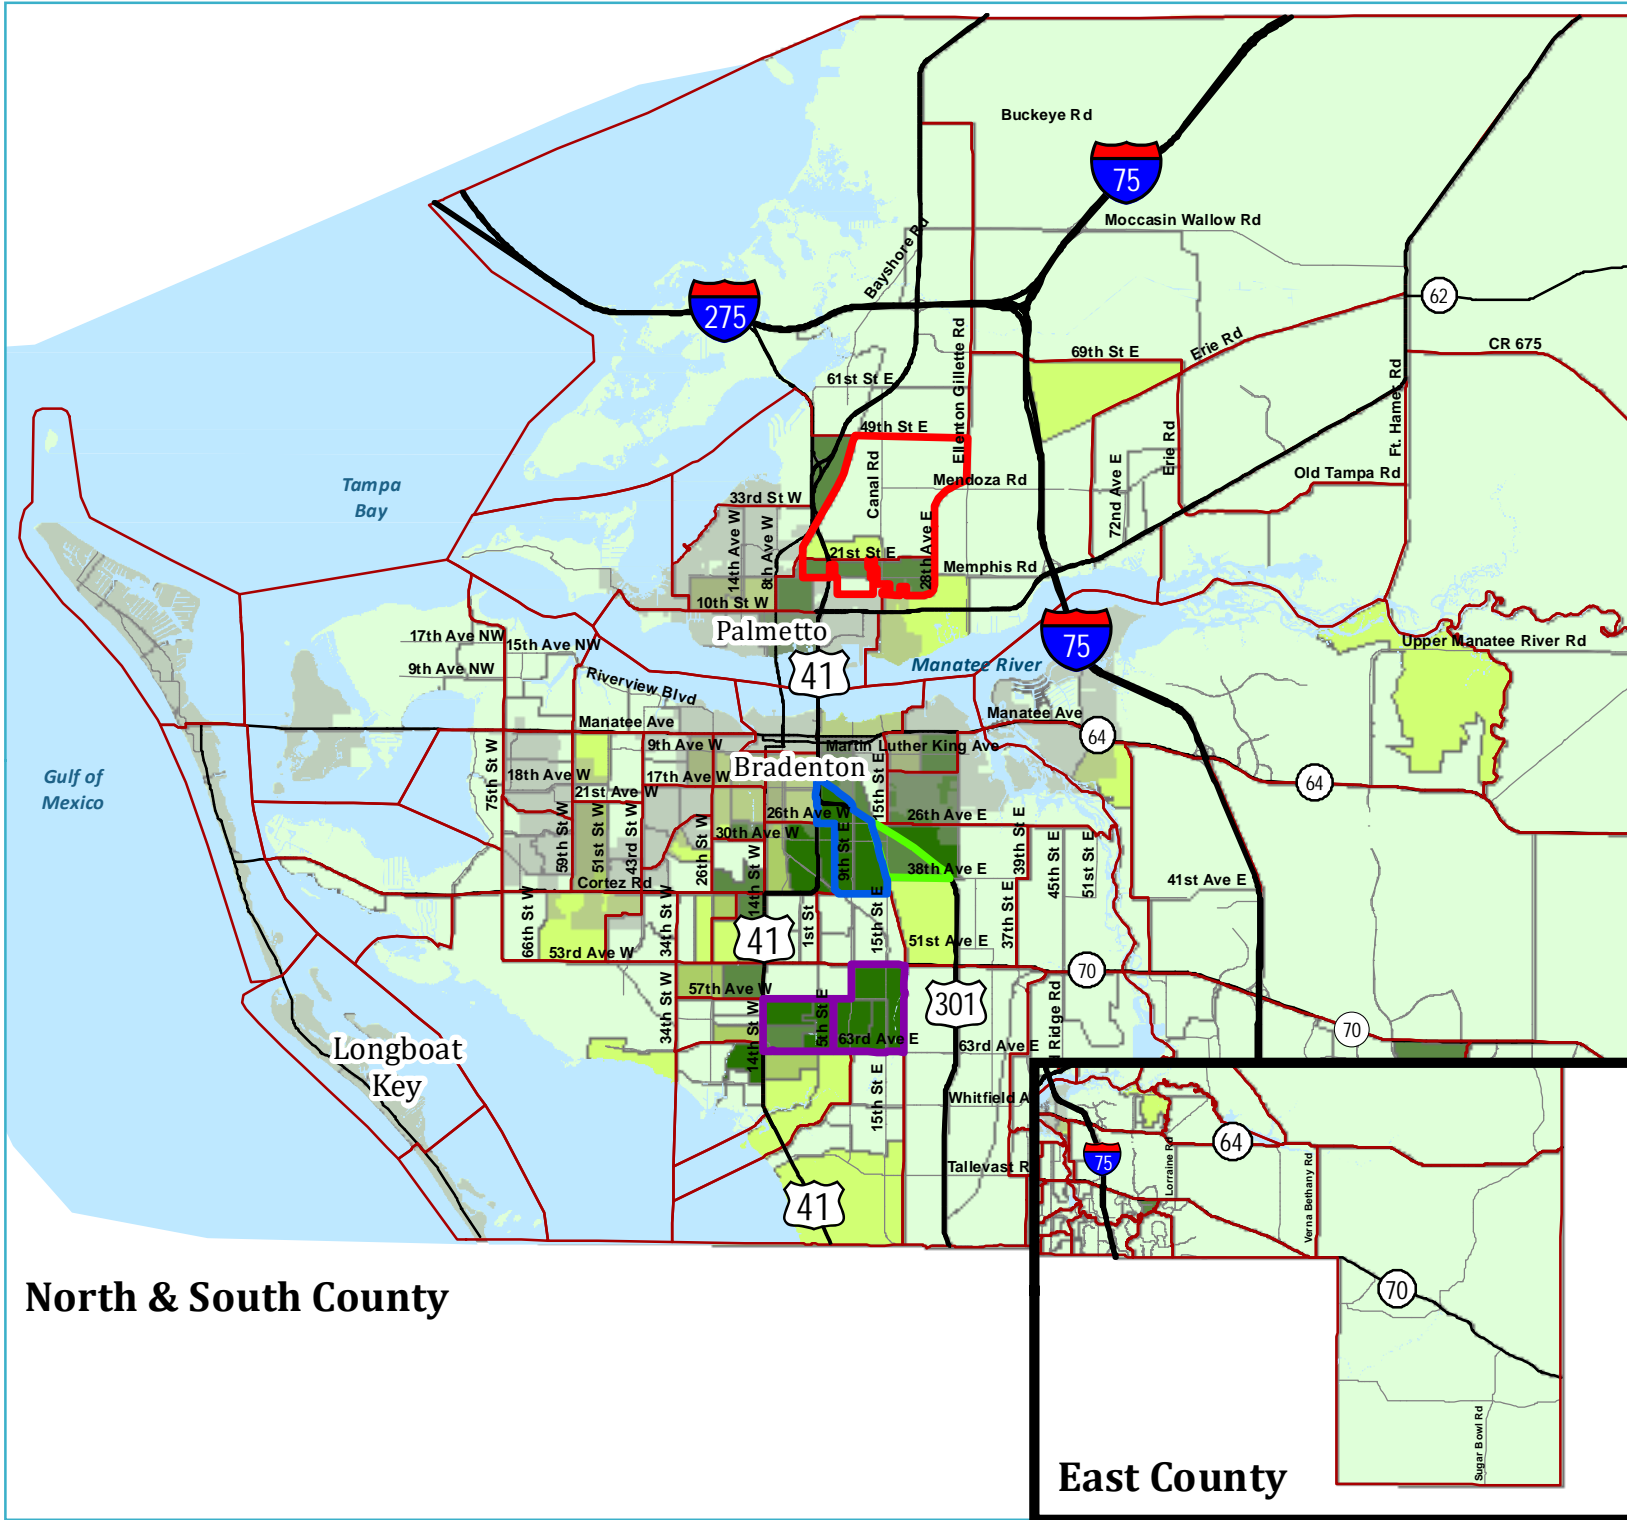 Buckeye Rd
75
Moccasin Wallow Rd
Bayshore Rd
62
275
Ellenton Gillette Rd
Erie Rd
69th St E
CR 675
61st St E
Ft. Hamer Rd
49th St E
Canal Rd
Mendoza Rd
Erie Rd
Old Tampa Rd
Tampa
Bay
33rd St W
72nd Ave E
14th Ave W
8th Ave W
21st St E
28th Ave E
Memphis Rd
10th St W
Palmetto
75
17th Ave NW
15th Ave NW
Upper Manatee River Rd
9th Ave NW
Riverview Blvd
41
Manatee River
Manatee Ave
Manatee Ave
64
9th Ave W
Martin Luther King Ave
Bradenton
Gulf of
Mexico
75th St W
18th Ave W
17th Ave W
15th St E
64
21st Ave W
26th Ave W
26th Ave E
59th St W
51st St W
43rd St W
26th St W
30th Ave W
9th St E
39th St E
45th St E
51st St E
14th St W
38th Ave E
Cortez Rd
41st Ave E
66th St W
34th St W
41
1st St
15th St E
37th St E
53rd Ave W
51st Ave E
70
34th St W
57th Ave W
301
l Ridge Rd
70
14th St W
5th St E
63rd Ave E
63rd Ave E
Longboat
Key
15th St E
Whitfield A
64
75
Lorraine Rd
Verna Bethany Rd
Tallevast R
41
70
North & South County
Sugar Bowl Rd
East County